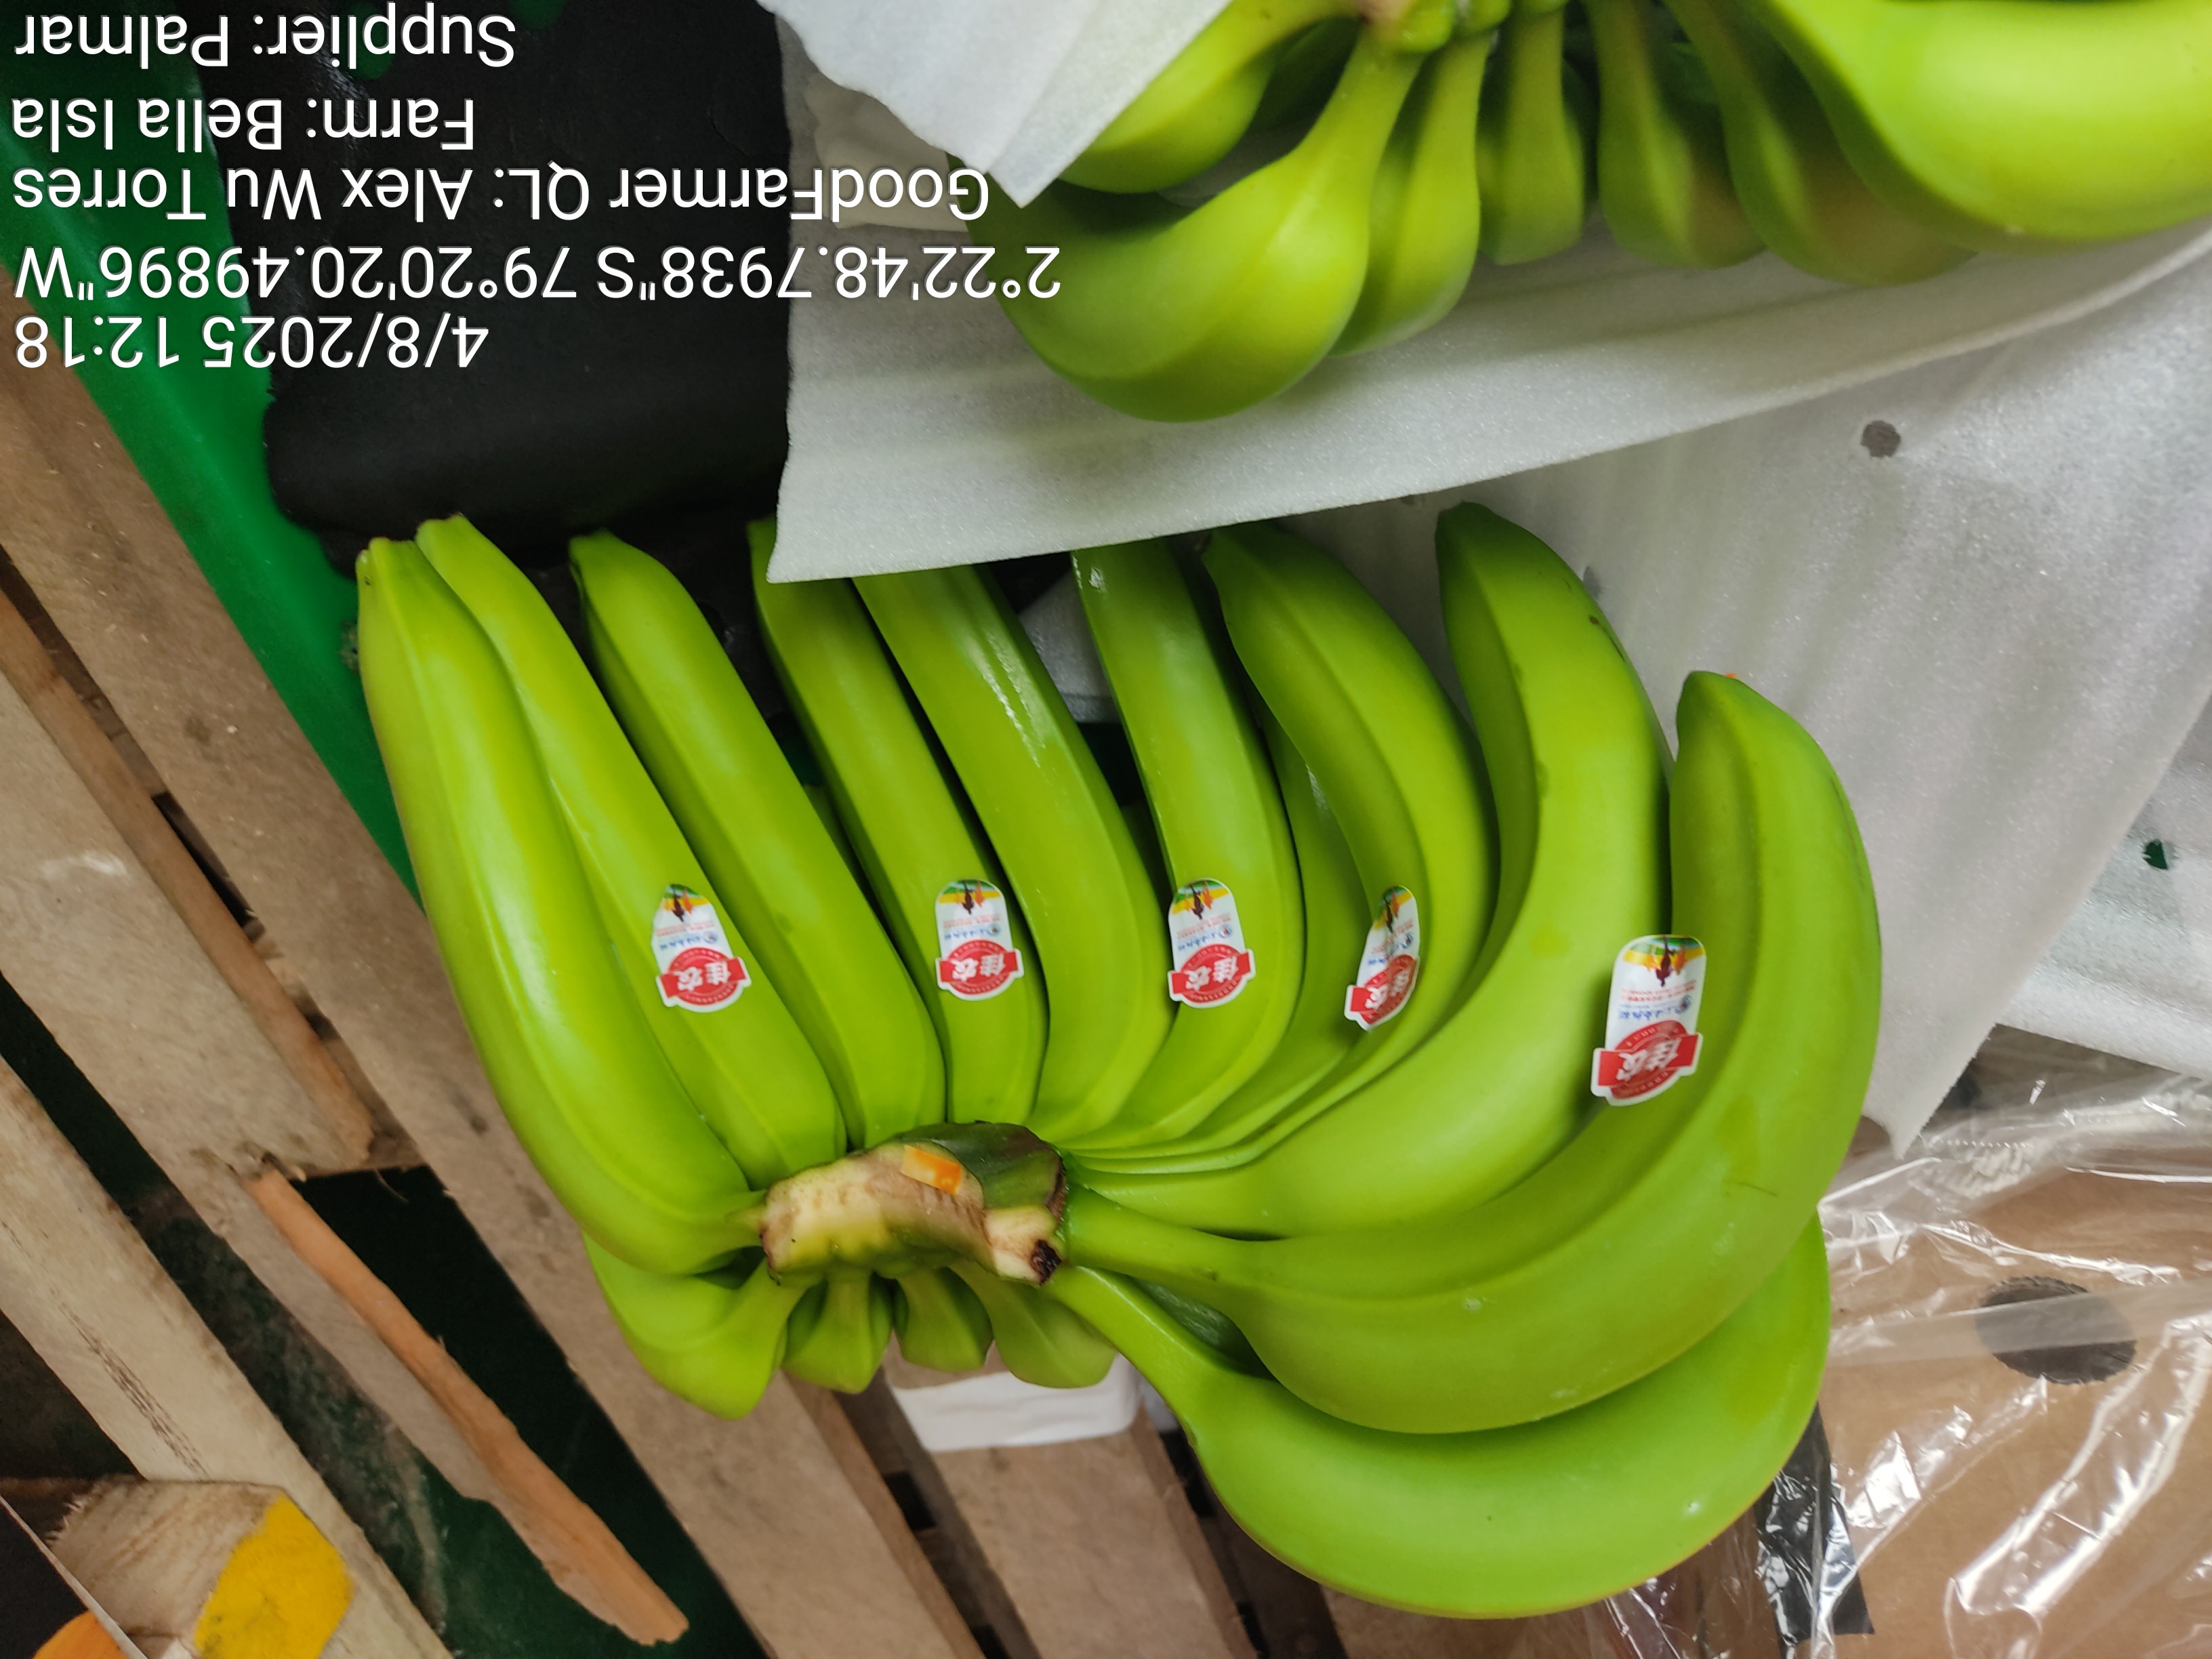 佳农
佳农
佳农
佳农
佳农
4/8/2025 12:18
2°22'48.7938"S 79°20'20.49896"W
GoodFarmer QL: Alex Wu Torres
Farm: Bella Isla
Supplier: Palmar